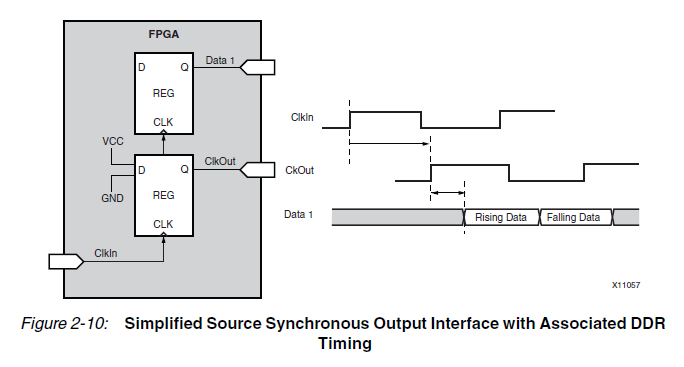 FPGA
Data 1
D
Q
REG
CLK
VCC
ClkOut
D
Q
GND
REG
CLK
ClkIn
ClkIn
CkOut
Data 1
Rising Data
Falling Data
X11057
Figure 2-10: Simplified Source Synchronous Output Interface with Associated DDR
Timing